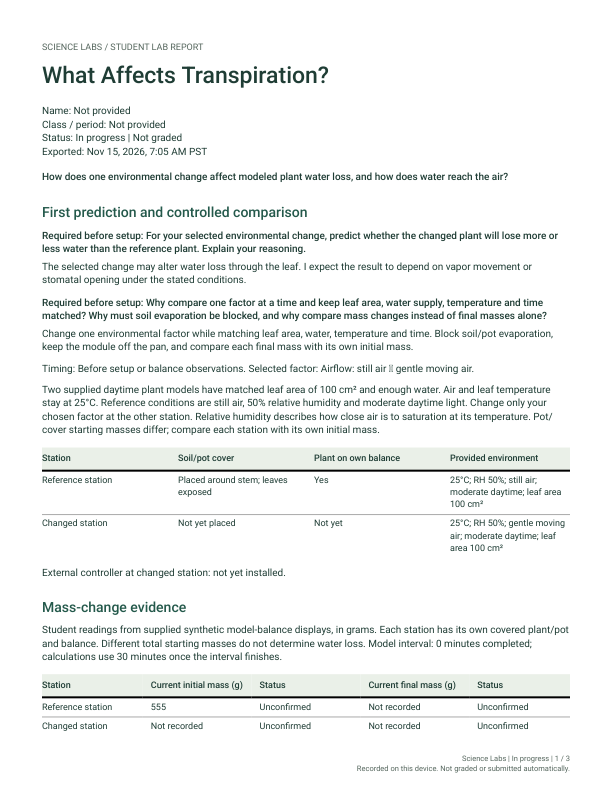 SCIENCE LABS / STUDENT LAB REPORT
What Affects Transpiration?
Name: Not provided
Class / period: Not provided
Status: In progress | Not graded
Exported: Nov 15, 2026, 7:05 AM PST
How does one environmental change affect modeled plant water loss, and how does water reach the air?
First prediction and controlled comparison
Required before setup: For your selected environmental change, predict whether the changed plant will lose more or
less water than the reference plant. Explain your reasoning.
The selected change may alter water loss through the leaf. I expect the result to depend on vapor movement or
stomatal opening under the stated conditions.
Required before setup: Why compare one factor at a time and keep leaf area, water supply, temperature and time
matched? Why must soil evaporation be blocked, and why compare mass changes instead of final masses alone?
Change one environmental factor while matching leaf area, water, temperature and time. Block soil/pot evaporation,
keep the module off the pan, and compare each final mass with its own initial mass.
Timing: Before setup or balance observations. Selected factor: Airflow: still air gentle moving air.
Two supplied daytime plant models have matched leaf area of 100 cm² and enough water. Air and leaf temperature
stay at 25°C. Reference conditions are still air, 50% relative humidity and moderate daytime light. Change only your
chosen factor at the other station. Relative humidity describes how close air is to saturation at its temperature. Pot/
cover starting masses differ; compare each station with its own initial mass.
Station Soil/pot cover Plant on own balance Provided environment
Reference station Placed around stem; leaves Yes 25°C; RH 50%; still air;
exposed moderate daytime; leaf area
100 cm²
Changed station Not yet placed Not yet 25°C; RH 50%; gentle moving
air; moderate daytime; leaf
area 100 cm²
External controller at changed station: not yet installed.
Mass-change evidence
Student readings from supplied synthetic model-balance displays, in grams. Each station has its own covered plant/pot
and balance. Different total starting masses do not determine water loss. Model interval: 0 minutes completed;
calculations use 30 minutes once the interval finishes.
Station Current initial mass (g) Status Current final mass (g) Status
Reference station 555 Unconfirmed Not recorded Unconfirmed
Changed station Not recorded Unconfirmed Not recorded Unconfirmed
Science Labs | In progress | 1 / 3
Recorded on this device. Not graded or submitted automatically.